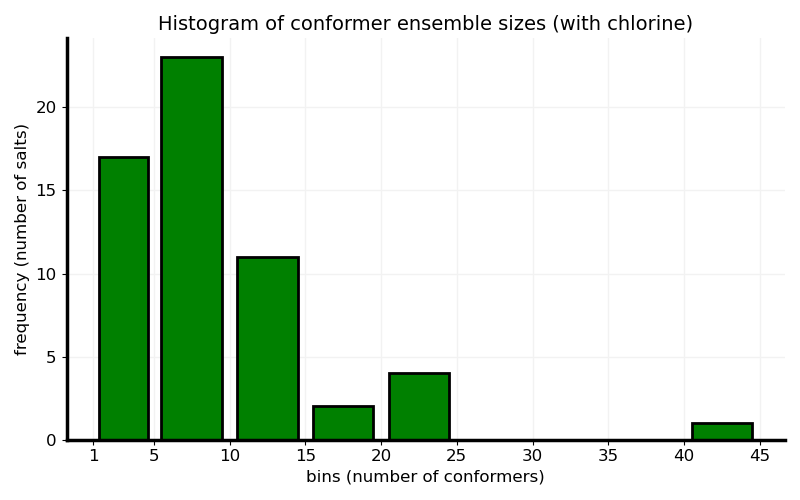 Histogram of conformer ensemble sizes (with chlorine)
frequency (number of salts)
20
15
10
5
0
1 5 10 15 20 25 30 35 40 45
bins (number of conformers)